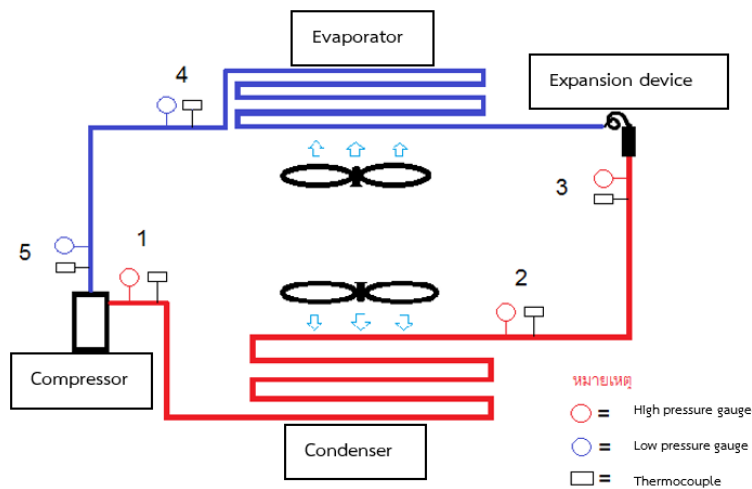 Evaporator
Expansion device
4
3
5
1
2
Compressor
Condenser
หมายเหตุ
= High pressure gauge
= Low pressure gauge
= Thermocouple